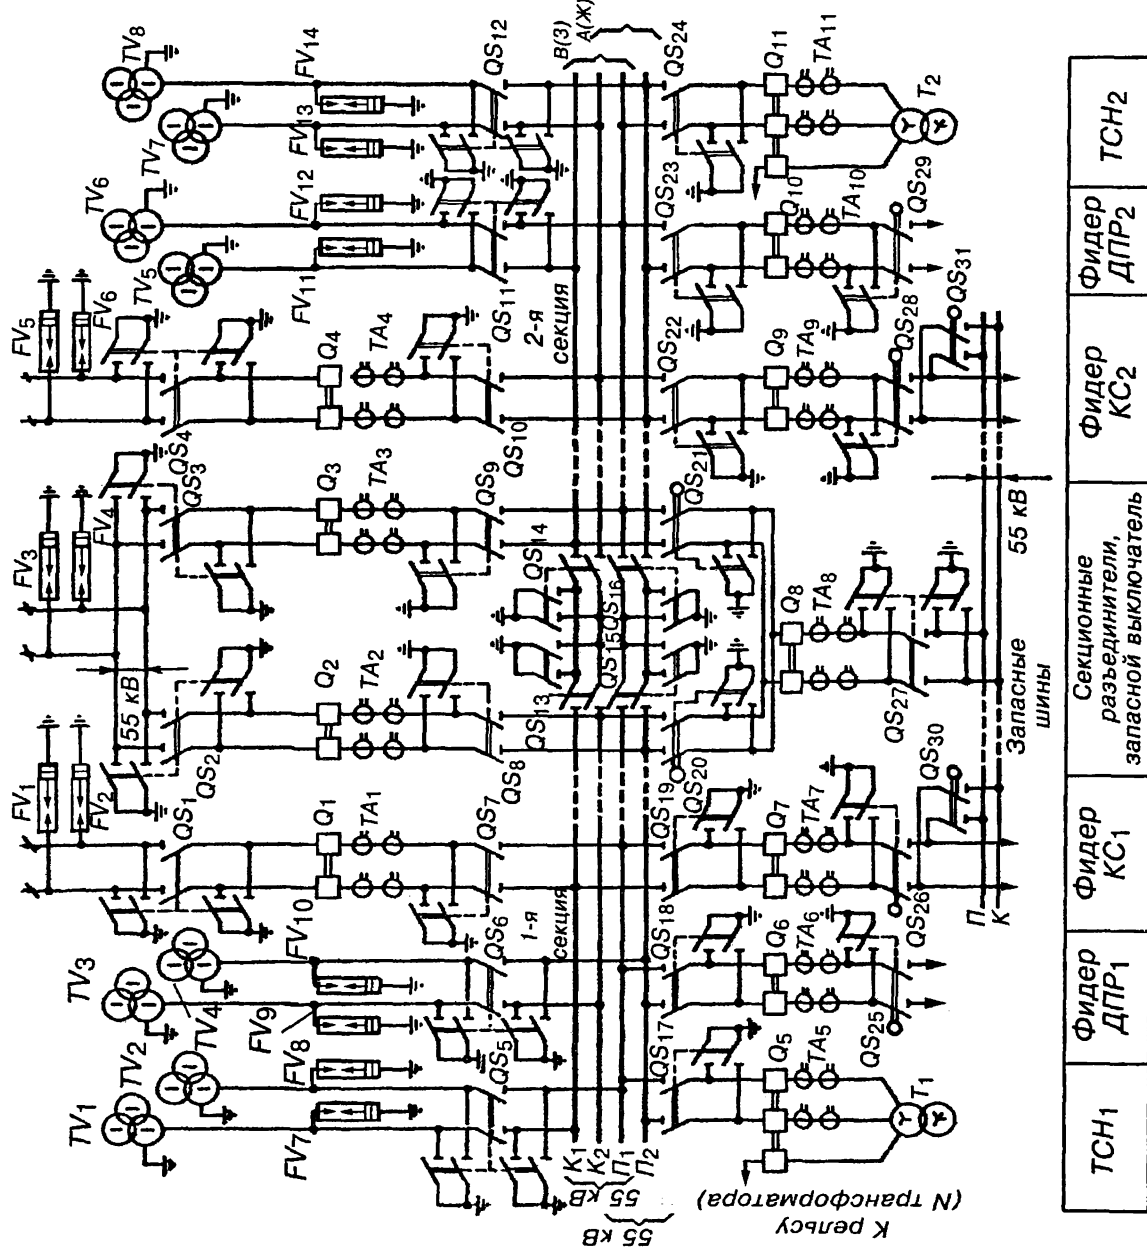 TV1
TV2
TV3
TV4
FV7
FV8
FV9
FV10
FV1
FV2
FV3
FV4
FV5
FV6
TV5
TV6
TV7
TV8
FV11
FV12
FV13
FV14
QS1
QS2
QS3
QS4
55 кВ
Q1
Q2
Q3
Q4
TA1
TA2
TA3
TA4
QS5
QS6
QS7
QS8
QS9
QS10
QS11
QS12
1-я
секция
2-я
секция
В(З)
А(Ж)
К1
К2
П1
П2
55 кВ
55 кВ
QS13
QS14
QS15
QS16
QS17
QS18
QS19
QS20
QS21
QS22
QS23
QS24
Q5
Q6
Q7
Q8
Q9
Q10
Q11
TA5
TA6
TA7
TA8
TA9
TA10
TA11
QS25
QS26
QS27
QS28
QS29
QS30
QS31
T1
T2
К рельсу
(N трансформатора)
П
К
Запасные
шины
55 кВ
ТСН1
Фидер
ДПР1
Фидер
КС1
Секционные
разъединители,
запасной выключатель
Фидер
КС2
Фидер
ДПР2
ТСН2